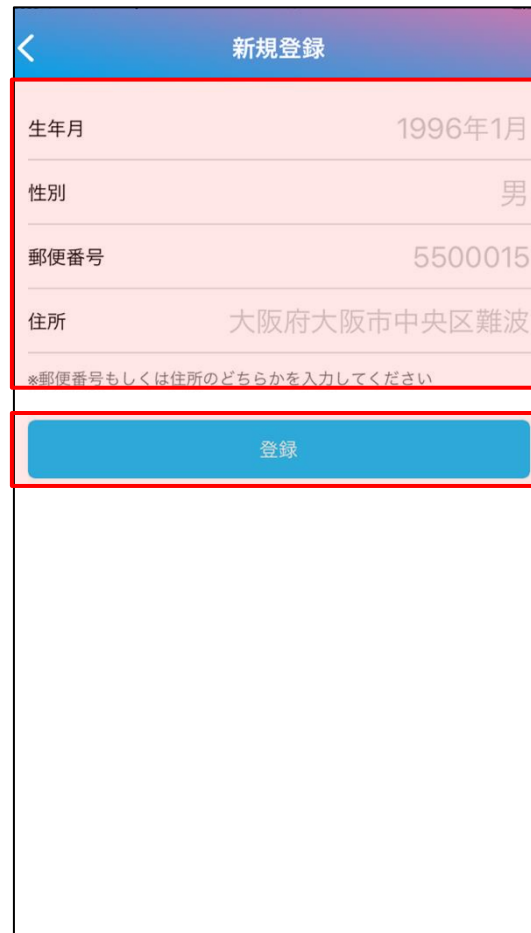 新規登録
生年月 1996年1月
性別 男
郵便番号 5500015
住所 大阪府大阪市中央区難波
※郵便番号もしくは住所のどちらかを入力してください
登録